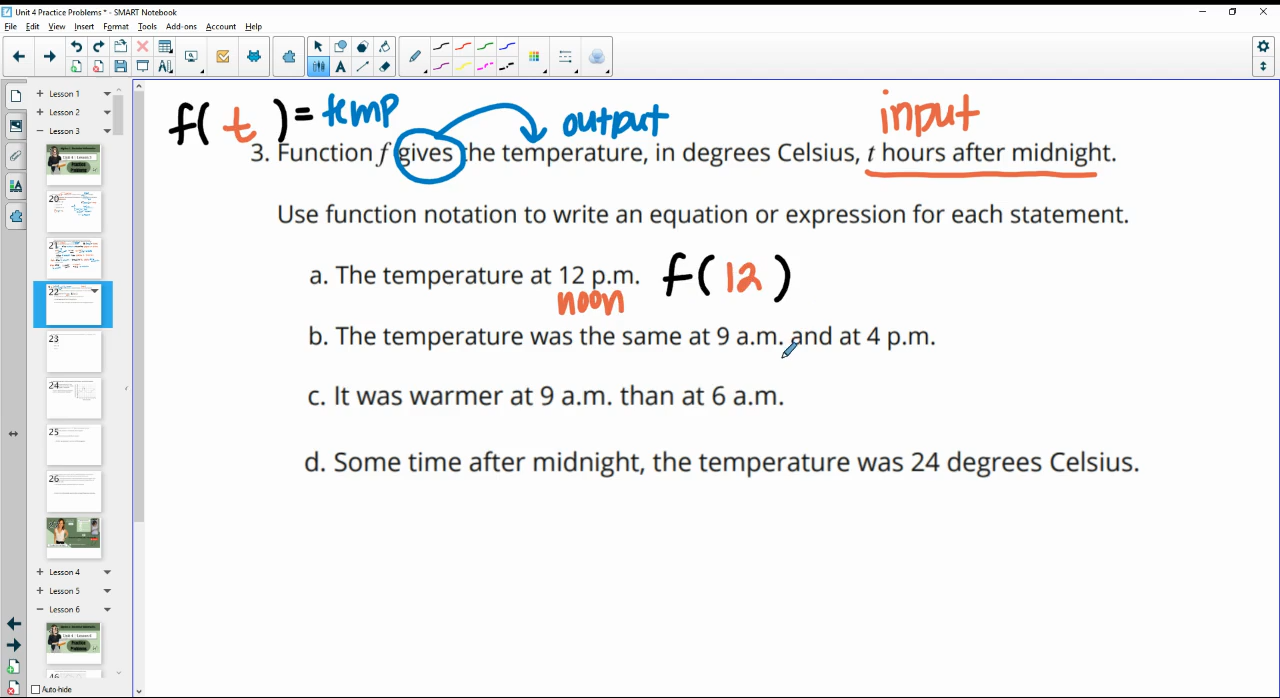 Unit 4 Practice Problems * - SMART Notebook
File Edit View Insert Format Tools Add-ons Account Help
Lesson 1
Lesson 2
Lesson 3
20
21
22
23
24
25
26
Lesson 4
Lesson 5
Lesson 6
46
Auto-hide
f( t ) = temp
output
input
3. Function f gives the temperature, in degrees Celsius, t hours after midnight.
Use function notation to write an equation or expression for each statement.
a. The temperature at 12 p.m. f( 12 )
noon
b. The temperature was the same at 9 a.m. and at 4 p.m.
c. It was warmer at 9 a.m. than at 6 a.m.
d. Some time after midnight, the temperature was 24 degrees Celsius.